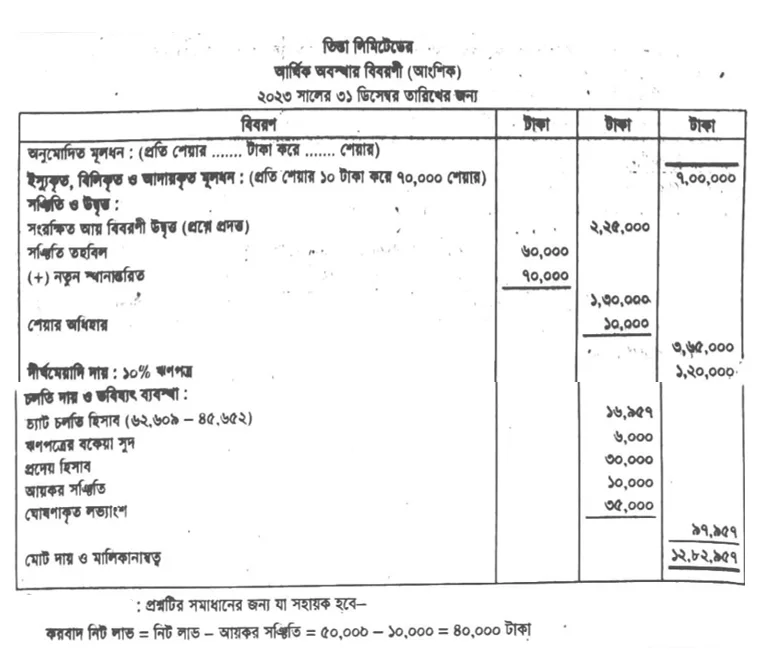 তিস্তা লিমিটেডের
আর্থিক অবস্থার বিবরণী (আংশিক)
২০২৩ সালের ৩১ ডিসেম্বর তারিখের জন্য
বিবরণ টাকা টাকা টাকা
অনুমোদিত মূলধন : (প্রতি শেয়ার ....... টাকা করে ....... শেয়ার)
ইস্যুকৃত, বিলিকৃত ও আদায়কৃত মূলধন : (প্রতি শেয়ার ১০ টাকা করে ৭০,০০০ শেয়ার) ৭,০০,০০০
সঞ্চিতি ও উদ্বৃত্ত :
সংরক্ষিত আয় বিবরণী উদ্বৃত্ত (প্রশ্নে প্রদত্ত) ২,২৫,০০০
সঞ্চিতি তহবিল ৬০,০০০
(+) নতুন স্থানান্তরিত ৭০,০০০
১,৩০,০০০
শেয়ার অধিহার ১০,০০০
৩,৬৫,০০০
দীর্ঘমেয়াদি দায় : ১০% ঋণপত্র ১,২০,০০০
চলতি দায় ও ভবিষ্যৎ ব্যবস্থা :
ভ্যাট চলতি হিসাব (৬২,৬০৯ – ৪৫,৬৫২) ১৬,৯৫৭
ঋণপত্রের বকেয়া সুদ ৬,০০০
প্রদেয় হিসাব ৩০,০০০
আয়কর সঞ্চিতি ১০,০০০
ঘোষণাকৃত লভ্যাংশ ৩৫,০০০
৯৭,৯৫৭
মোট দায় ও মালিকানাস্বত্ব ১২,৮২,৯৫৭
: প্রশ্নটির সমাধানের জন্য যা সহায়ক হবে–
করবাদ নিট লাভ = নিট লাভ – আয়কর সঞ্চিতি = ৫০,০০০ – ১০,০০০ = ৪০,০০০ টাকা